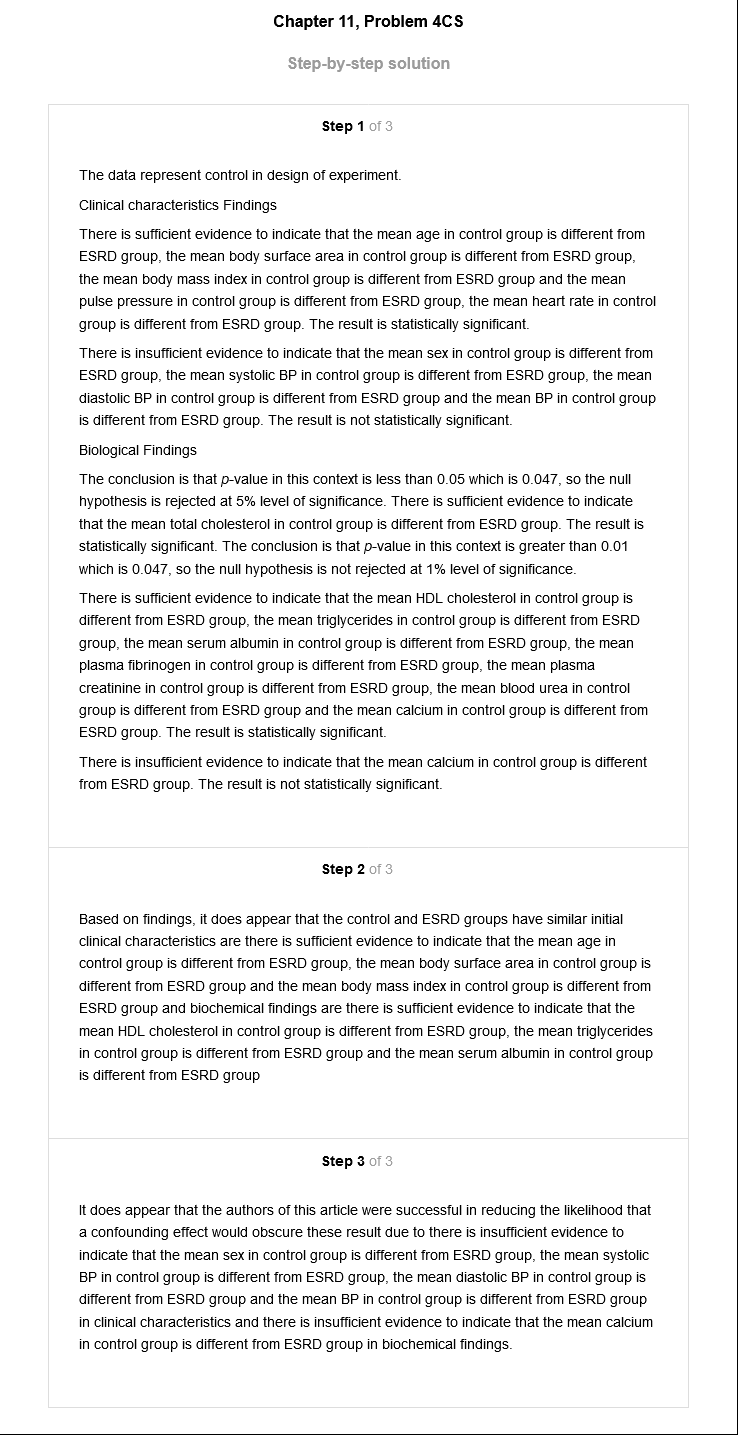 Chapter 11, Problem 4CS
Step-by-step solution
Step 1 of 3
The data represent control in design of experiment.
Clinical characteristics Findings
There is sufficient evidence to indicate that the mean age in control group is different from
ESRD group, the mean body surface area in control group is different from ESRD group,
the mean body mass index in control group is different from ESRD group and the mean
pulse pressure in control group is different from ESRD group, the mean heart rate in control
group is different from ESRD group. The result is statistically significant.
There is insufficient evidence to indicate that the mean sex in control group is different from
ESRD group, the mean systolic BP in control group is different from ESRD group, the mean
diastolic BP in control group is different from ESRD group and the mean BP in control group
is different from ESRD group. The result is not statistically significant.
Biological Findings
The conclusion is that p-value in this context is less than 0.05 which is 0.047, so the null
hypothesis is rejected at 5% level of significance. There is sufficient evidence to indicate
that the mean total cholesterol in control group is different from ESRD group. The result is
statistically significant. The conclusion is that p-value in this context is greater than 0.01
which is 0.047, so the null hypothesis is not rejected at 1% level of significance.
There is sufficient evidence to indicate that the mean HDL cholesterol in control group is
different from ESRD group, the mean triglycerides in control group is different from ESRD
group, the mean serum albumin in control group is different from ESRD group, the mean
plasma fibrinogen in control group is different from ESRD group, the mean plasma
creatinine in control group is different from ESRD group, the mean blood urea in control
group is different from ESRD group and the mean calcium in control group is different from
ESRD group. The result is statistically significant.
There is insufficient evidence to indicate that the mean calcium in control group is different
from ESRD group. The result is not statistically significant.
Step 2 of 3
Based on findings, it does appear that the control and ESRD groups have similar initial
clinical characteristics are there is sufficient evidence to indicate that the mean age in
control group is different from ESRD group, the mean body surface area in control group is
different from ESRD group and the mean body mass index in control group is different from
ESRD group and biochemical findings are there is sufficient evidence to indicate that the
mean HDL cholesterol in control group is different from ESRD group, the mean triglycerides
in control group is different from ESRD group and the mean serum albumin in control group
is different from ESRD group
Step 3 of 3
It does appear that the authors of this article were successful in reducing the likelihood that
a confounding effect would obscure these result due to there is insufficient evidence to
indicate that the mean sex in control group is different from ESRD group, the mean systolic
BP in control group is different from ESRD group, the mean diastolic BP in control group is
different from ESRD group and the mean BP in control group is different from ESRD group
in clinical characteristics and there is insufficient evidence to indicate that the mean calcium
in control group is different from ESRD group in biochemical findings.